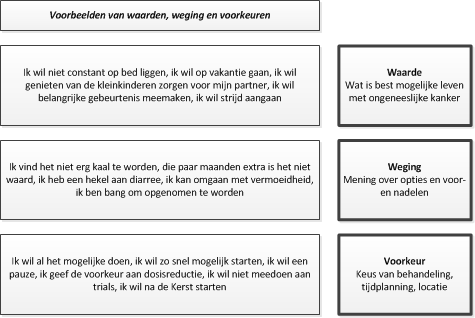 Voorbeelden van waarden, weging en voorkeuren
Ik wil niet constant op bed liggen, ik wil op vakantie gaan, ik wil
genieten van de kleinkinderen zorgen voor mijn partner, ik wil
belangrijke gebeurtenis meemaken, ik wil strijd aangaan
Waarde
Wat is best mogelijke leven
met ongeneeslijke kanker
Ik vind het niet erg kaal te worden, die paar maanden extra is het niet
waard, ik heb een hekel aan diarree, ik kan omgaan met vermoeidheid,
ik ben bang om opgenomen te worden
Weging
Mening over opties en voor-
en nadelen
Ik wil al het mogelijke doen, ik wil zo snel mogelijk starten, ik wil een
pauze, ik geef de voorkeur aan dosisreductie, ik wil niet meedoen aan
trials, ik wil na de Kerst starten
Voorkeur
Keus van behandeling,
tijdplanning, locatie